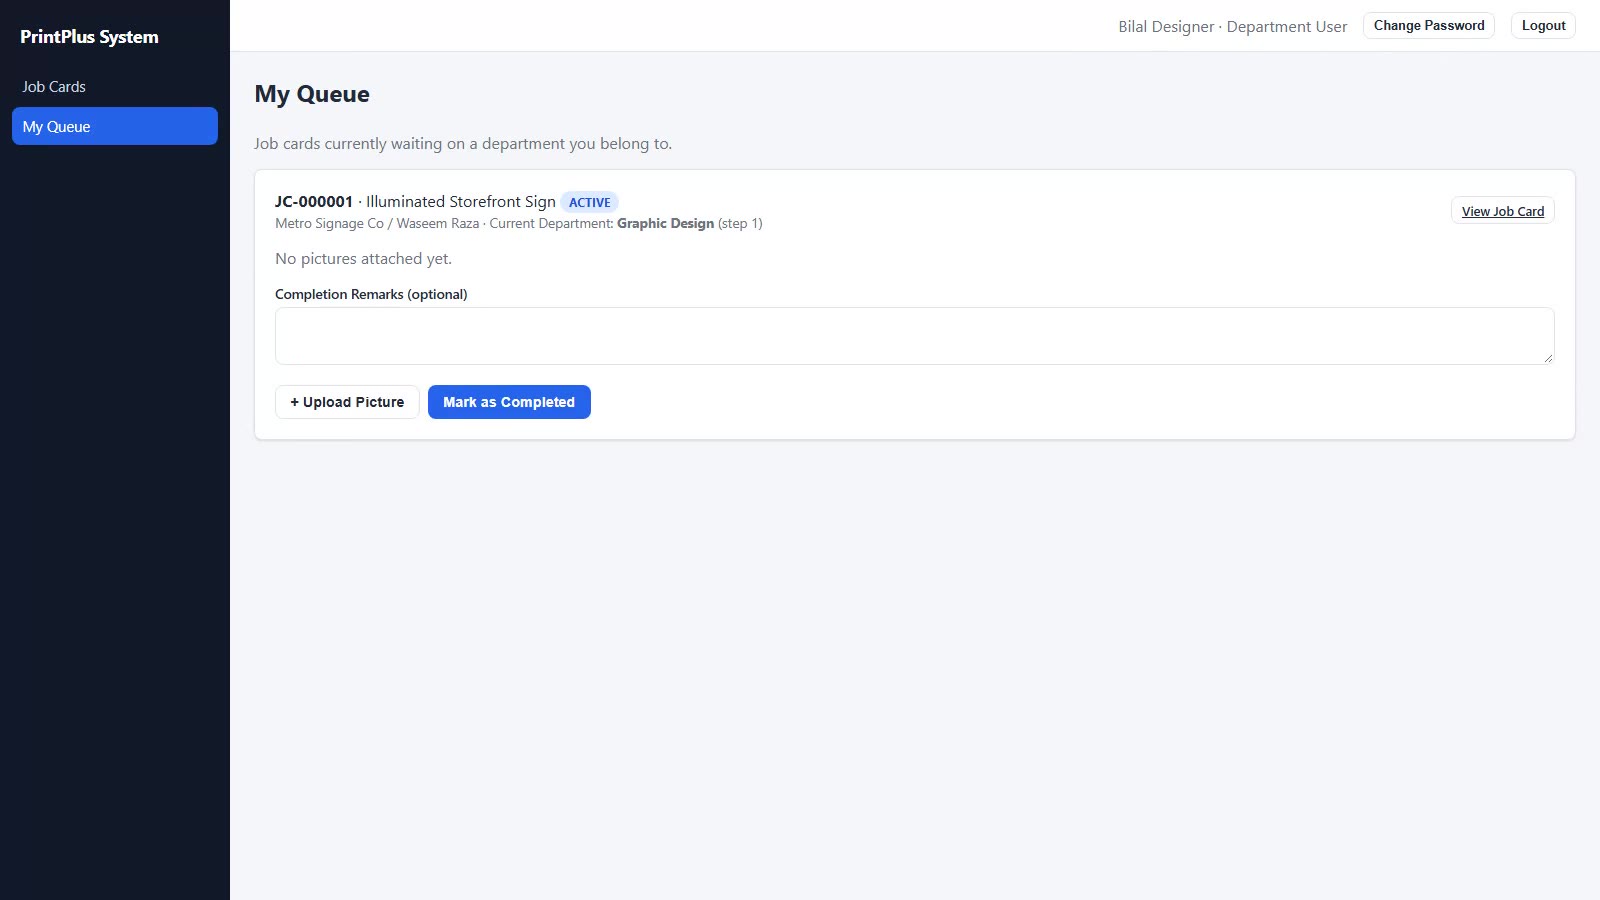 PrintPlus System
Job Cards
My Queue
Bilal Designer · Department User
Change Password
Logout
My Queue
Job cards currently waiting on a department you belong to.
JC-000001 · Illuminated Storefront Sign ACTIVE
Metro Signage Co / Waseem Raza · Current Department: Graphic Design (step 1)
View Job Card
No pictures attached yet.
Completion Remarks (optional)
+ Upload Picture
Mark as Completed